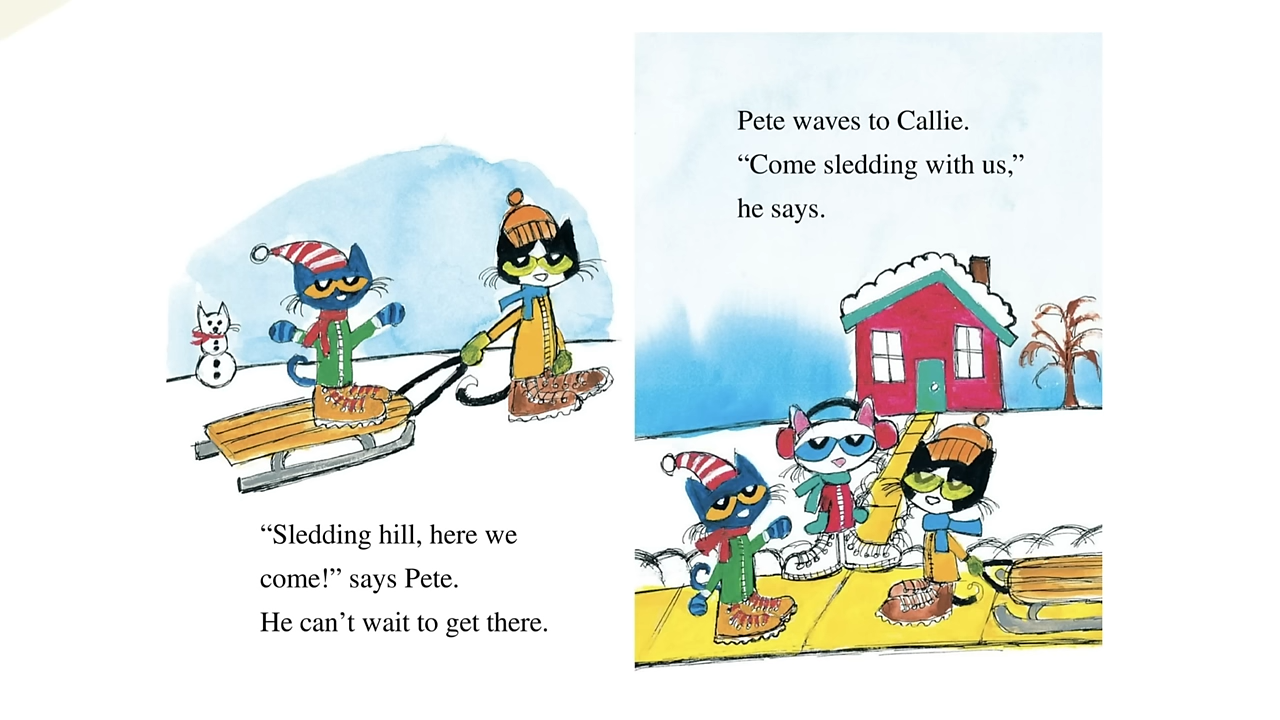 “Sledding hill, here we
come!” says Pete.
He can’t wait to get there.
Pete waves to Callie.
“Come sledding with us,”
he says.